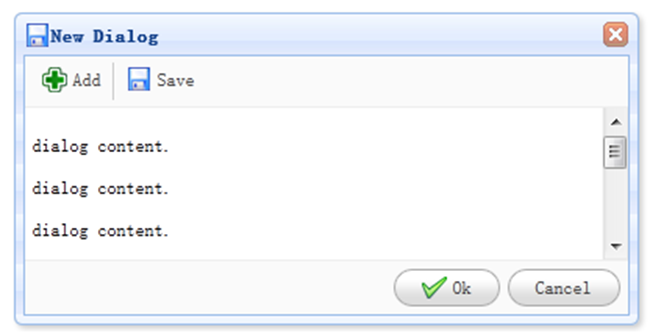 New Dialog
Add Save
dialog content.
dialog content.
dialog content.
Ok Cancel